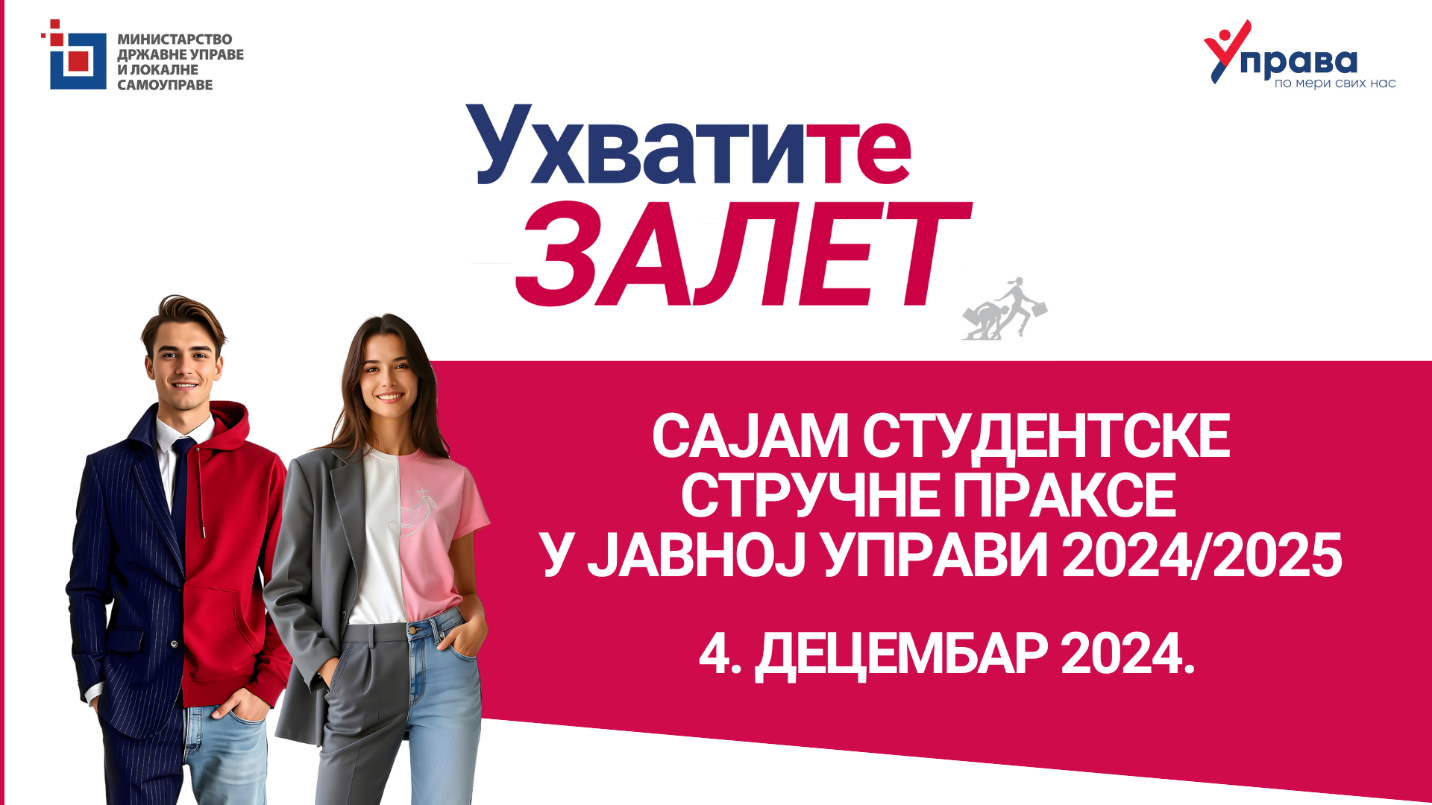 МИНИСТАРСТВО
ДРЖАВНЕ УПРАВЕ
И ЛОКАЛНЕ
САМОУПРАВЕ
Управа
по мери свих нас
Ухватите
ЗАЛЕТ
САЈАМ СТУДЕНТСКЕ
СТРУЧНЕ ПРАКСЕ
У ЈАВНОЈ УПРАВИ 2024/2025
4. ДЕЦЕМБАР 2024.